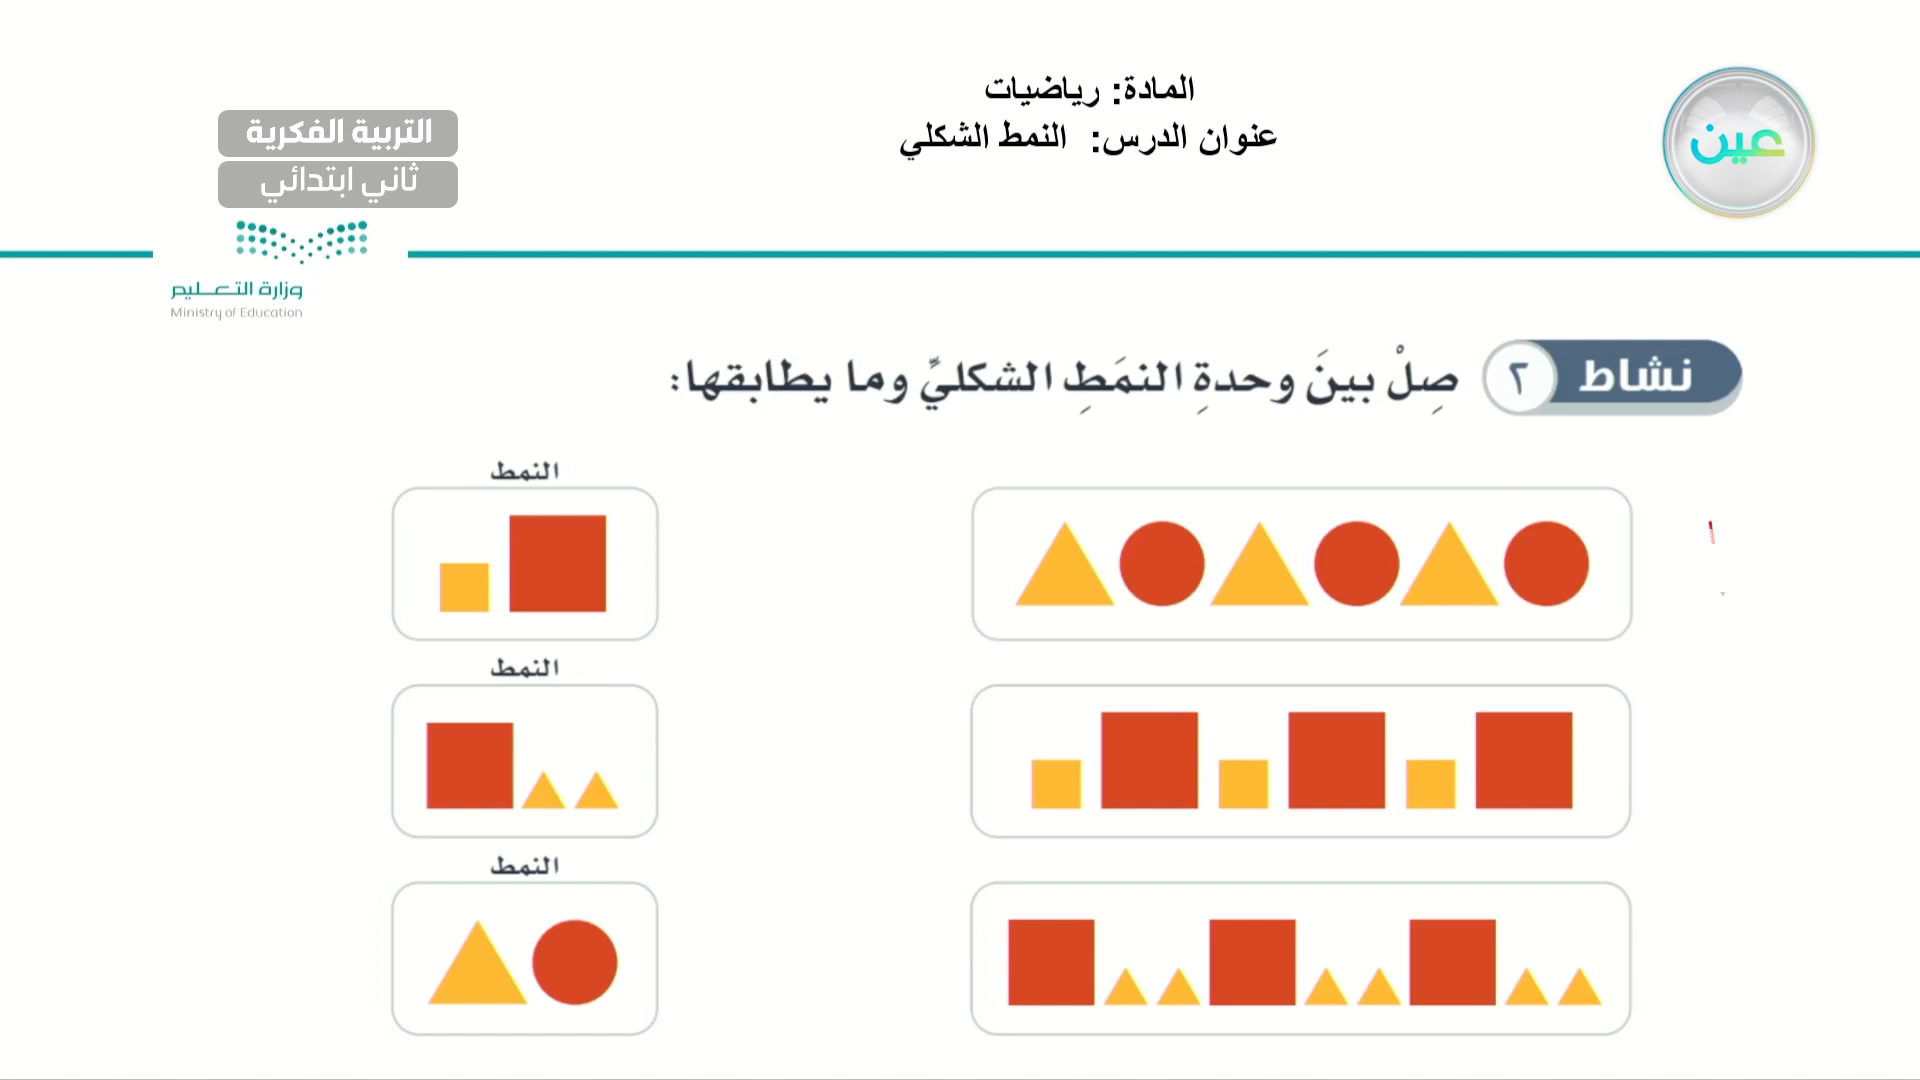 المادة: رياضيات
عنوان الدرس: النمط الشكلي
عين
التربية الفكرية
ثاني ابتدائي
وزارة التعـليم
Ministry of Education
نشاط ٢ صِلْ بينَ وحدةِ النمَطِ الشكليِّ وما يطابقها:
النمط
النمط
النمط